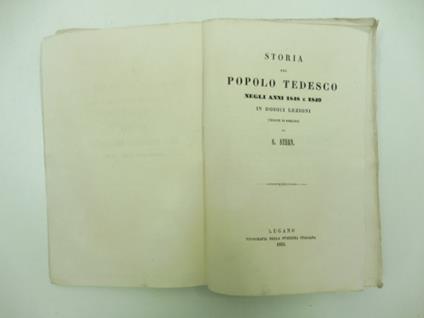 STORIA
DEL
POPOLO TEDESCO
NEGLI ANNI 1848 e 1849
IN DODICI LEZIONI
DI
S. STERN.
LUGANO
TIPOGRAFIA DELLA SVIZZERA ITALIANA